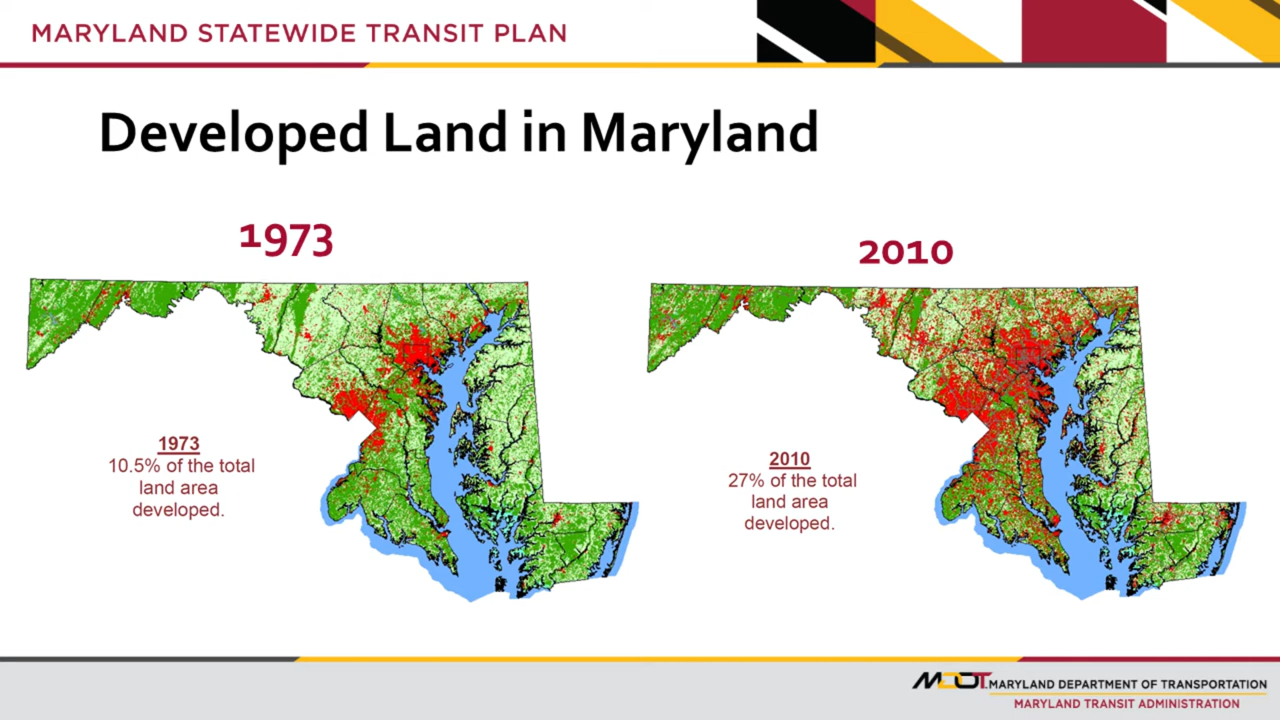 MARYLAND STATEWIDE TRANSIT PLAN
Developed Land in Maryland
1973
2010
1973
10.5% of the total
land area
developed.
2010
27% of the total
land area
developed.
MDOT. MARYLAND DEPARTMENT OF TRANSPORTATION
MARYLAND TRANSIT ADMINISTRATION